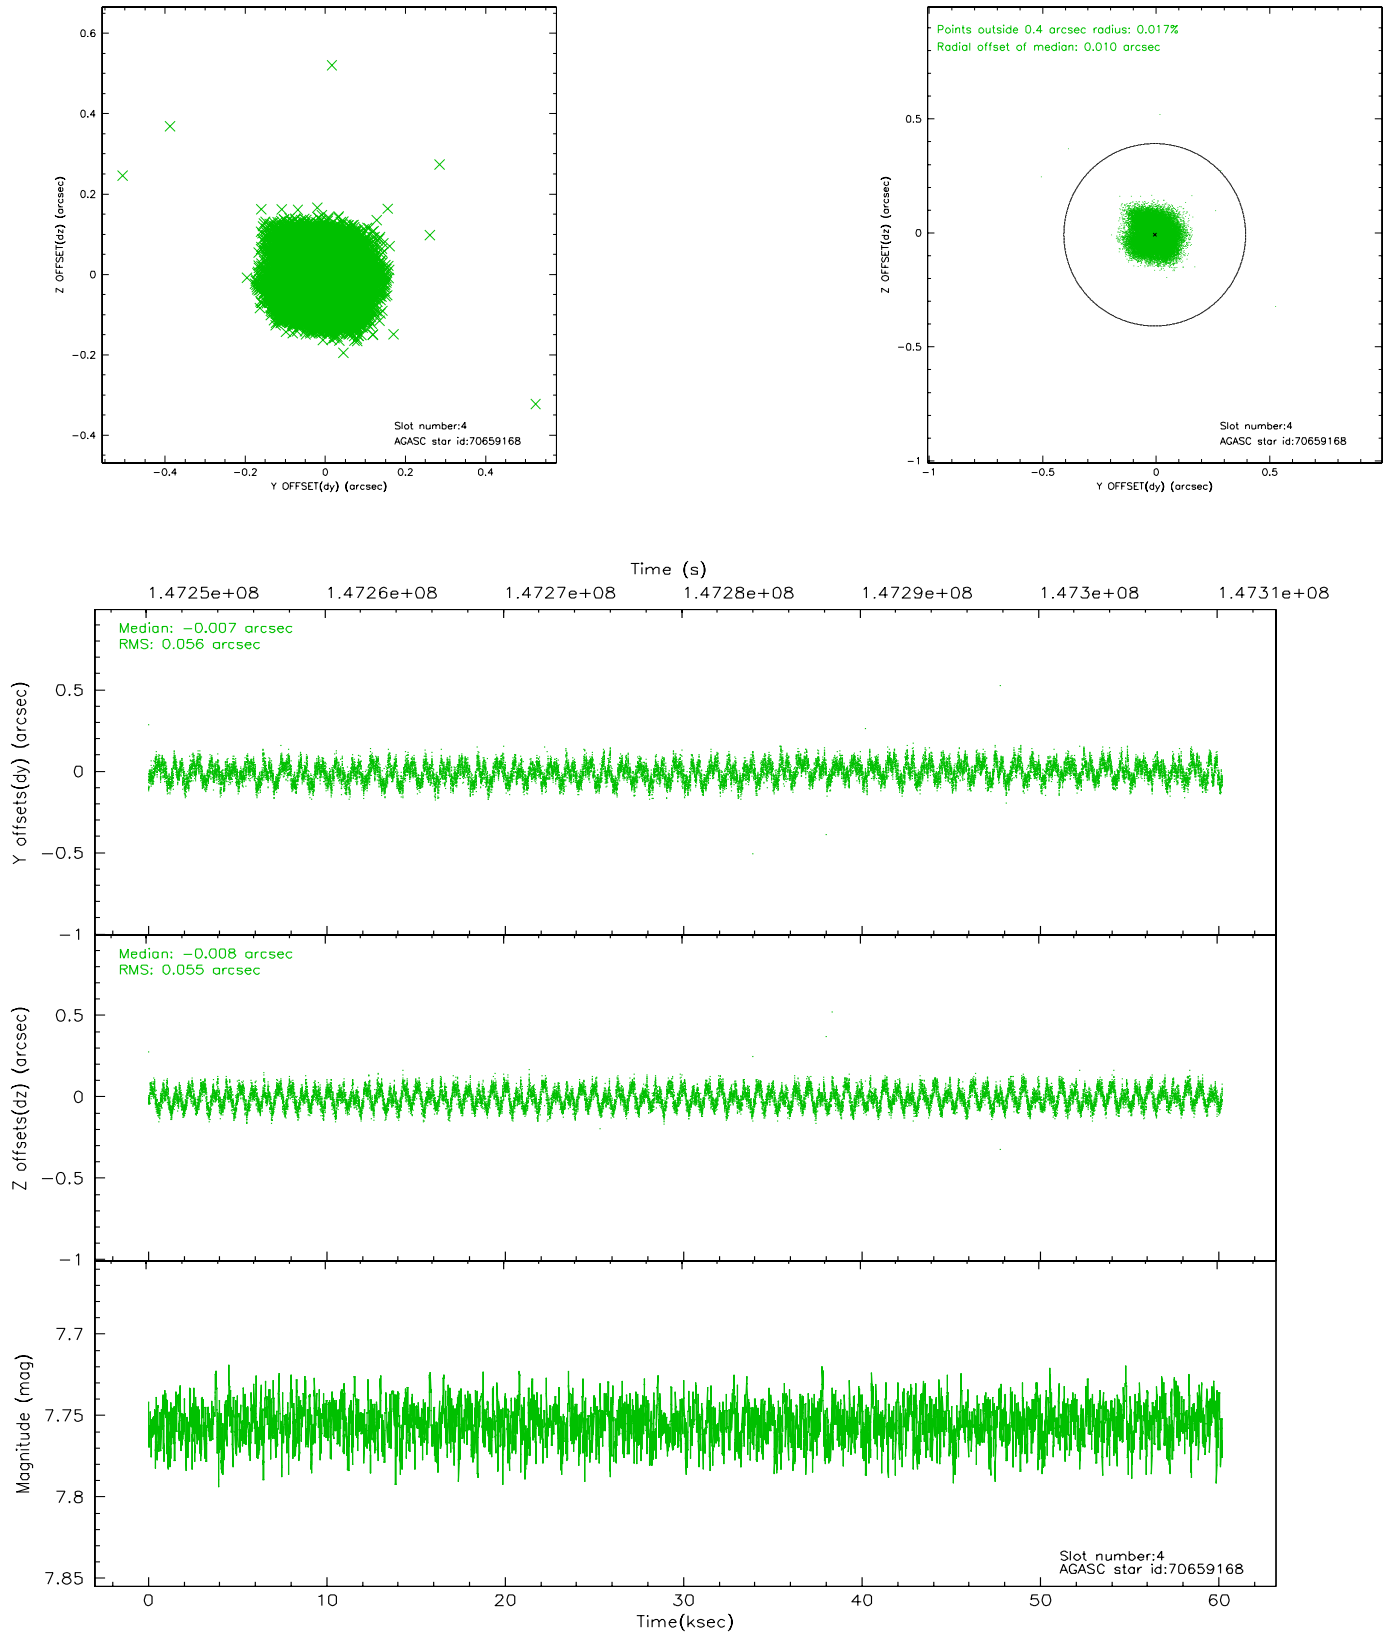 0.6
0.4
0.2
0
−0.2
−0.4
Z OFFSET(dz) (arcsec)
Slot number:4
AGASC star id:70659168
−0.4 −0.2 0 0.2 0.4
Y OFFSET(dy) (arcsec)
Points outside 0.4 arcsec radius: 0.017%
Radial offset of median: 0.010 arcsec
0.5
0
−0.5
−1
Z OFFSET(dz) (arcsec)
Slot number:4
AGASC star id:70659168
−1 −0.5 0 0.5
Y OFFSET(dy) (arcsec)
Time (s)
1.4725e+08 1.4726e+08 1.4727e+08 1.4728e+08 1.4729e+08 1.473e+08 1.4731e+08
Median: −0.007 arcsec
RMS: 0.056 arcsec
0.5
0
−0.5
−1
Y offsets(dy) (arcsec)
Median: −0.008 arcsec
RMS: 0.055 arcsec
0.5
0
−0.5
−1
Z offsets(dz) (arcsec)
7.7
7.75
7.8
7.85
Magnitude (mag)
Slot number:4
AGASC star id:70659168
0 10 20 30 40 50 60
Time(ksec)